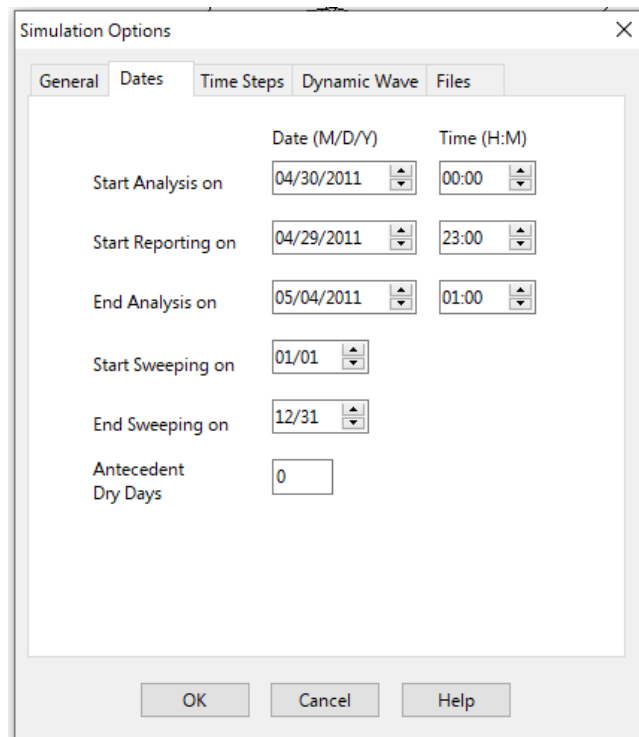 Simulation Options
General Dates Time Steps Dynamic Wave Files
Date (M/D/Y) Time (H:M)
Start Analysis on 04/30/2011 00:00
Start Reporting on 04/29/2011 23:00
End Analysis on 05/04/2011 01:00
Start Sweeping on 01/01
End Sweeping on 12/31
Antecedent
Dry Days 0
OK Cancel Help